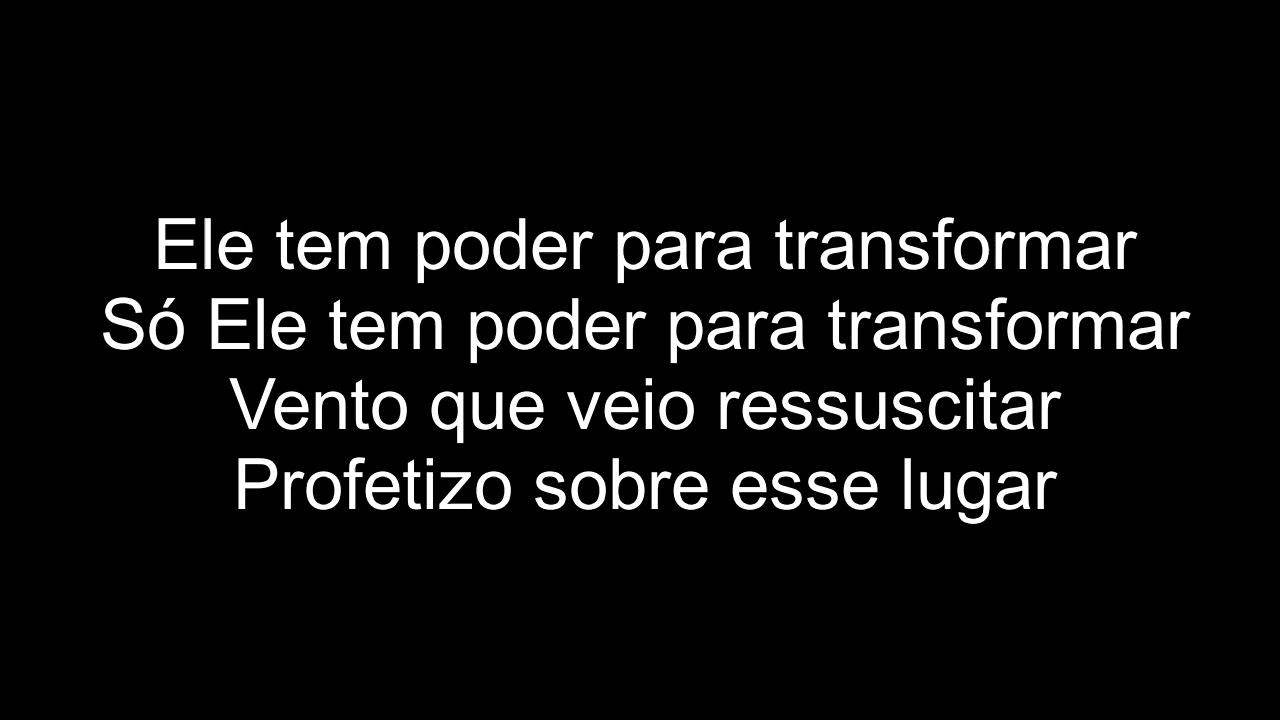 Ele tem poder para transformar
Só Ele tem poder para transformar
Vento que veio ressuscitar
Profetizo sobre esse lugar